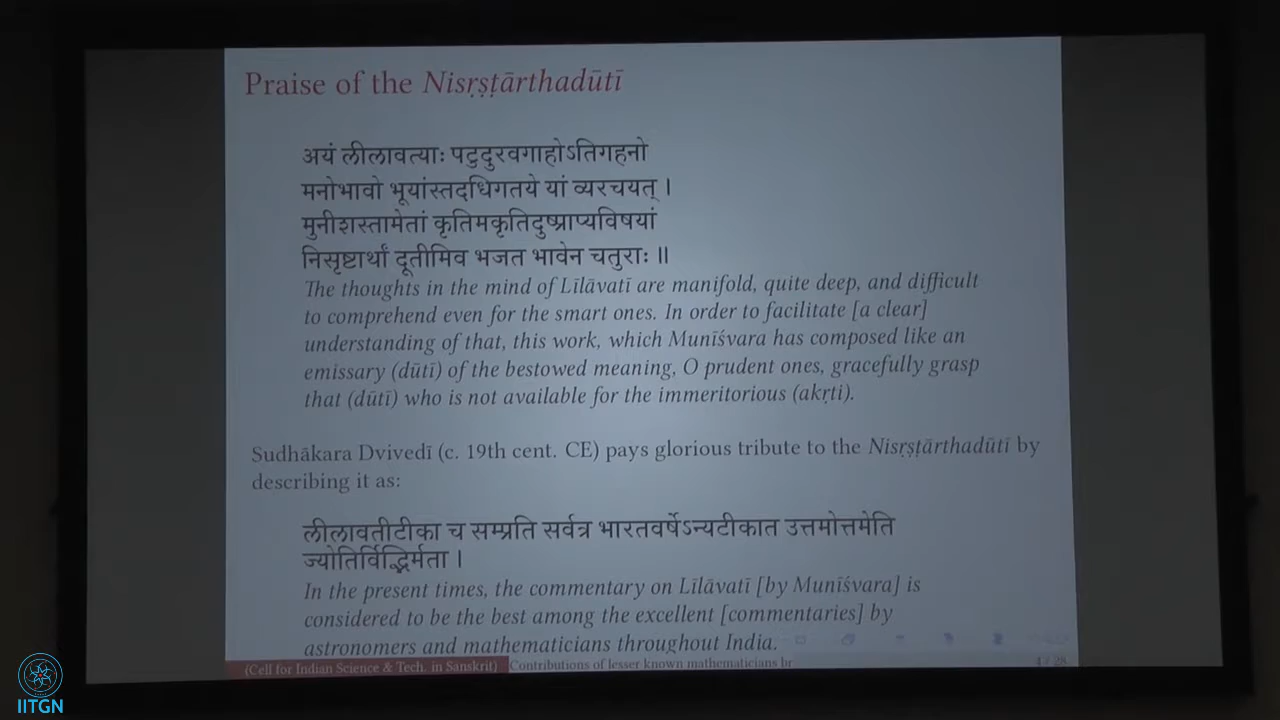 Praise of the Nisṛṣṭārthadūtī
अयं लीलावत्याः पटुदुरवगाहोऽतिगहनो
मनोभावो भूयांस्तदधिगतये यां व्यरचयत् ।
मुनीशस्तामेतां कृतिमकृतिदुष्प्राप्यविषयां
निसृष्टार्थां दूतीमिव भजत भावेन चतुराः ॥
The thoughts in the mind of Līlāvatī are manifold, quite deep, and difficult
to comprehend even for the smart ones. In order to facilitate [a clear]
understanding of that, this work, which Munīśvara has composed like an
emissary (dūtī) of the bestowed meaning, O prudent ones, gracefully grasp
that (dūtī) who is not available for the immeritorious (akṛti).
Sudhākara Dvivedī (c. 19th cent. CE) pays glorious tribute to the Nisṛṣṭārthadūtī by
describing it as:
लीलावतीटीका च सम्प्रति सर्वत्र भारतवर्षेऽन्यटीकात उत्तमोत्तमेति
ज्योतिर्विद्भिर्मता ।
In the present times, the commentary on Līlāvatī [by Munīśvara] is
considered to be the best among the excellent [commentaries] by
astronomers and mathematicians throughout India.
(Cell for Indian Science & Tech. in Sanskrit) Contributions of lesser known mathematicians br 4 / 28
IITGN